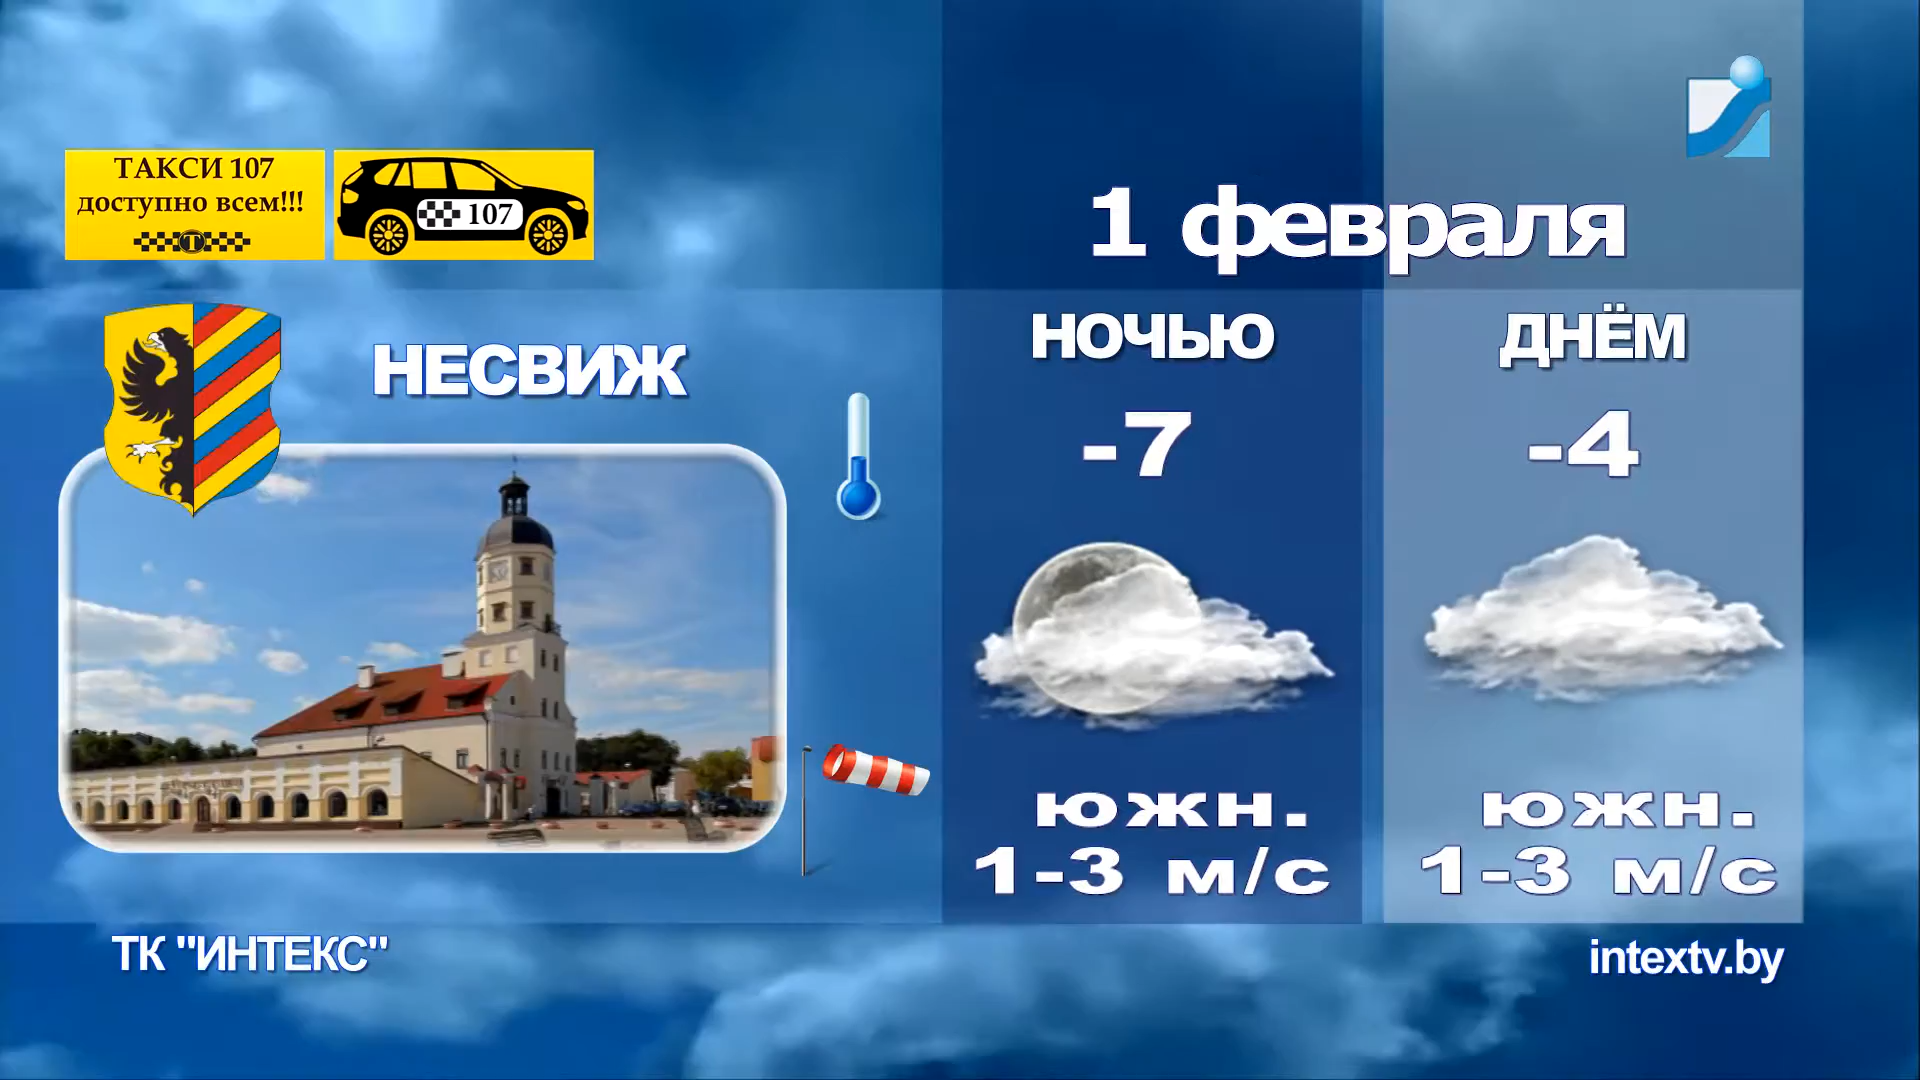 ТАКСИ 107
доступно всем!!!
Т
107
1 февраля
НЕСВИЖ
НОЧЬЮ
ДНЁМ
-7
-4
южн.
1-3 м/с
южн.
1-3 м/с
ТК "ИНТЕКС"
intextv.by